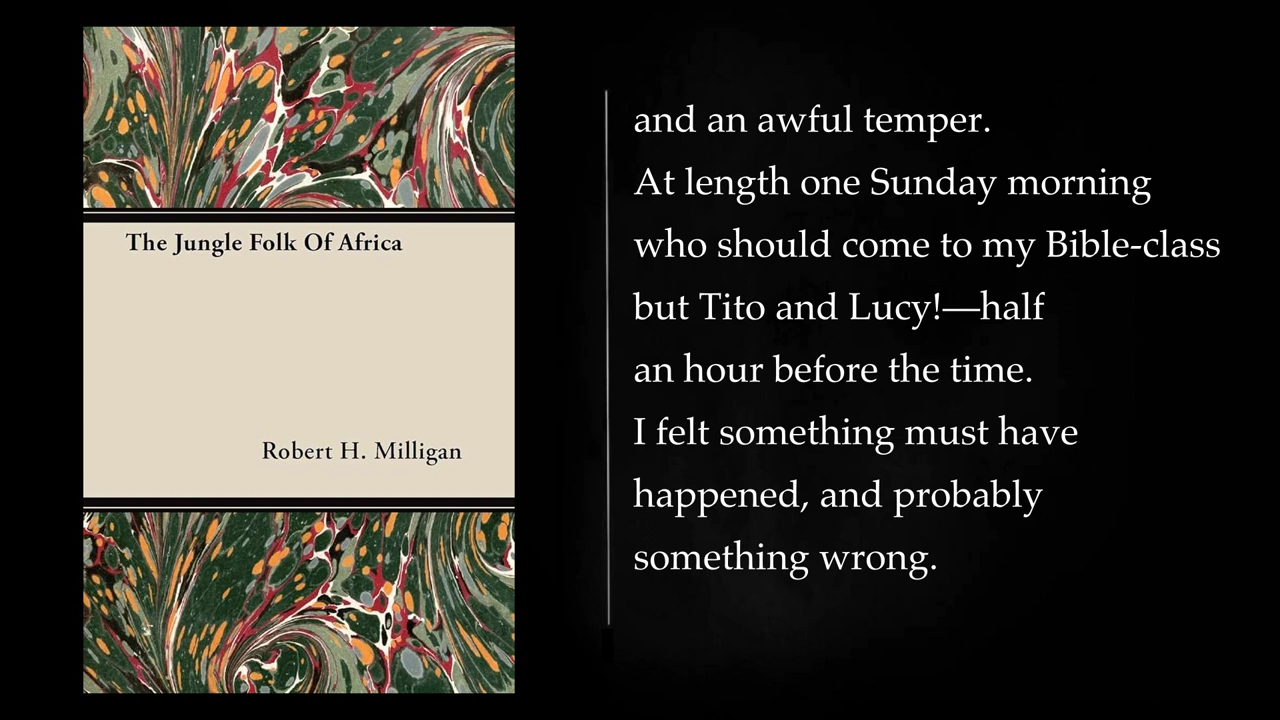 The Jungle Folk Of Africa
Robert H. Milligan
and an awful temper.
At length one Sunday morning
who should come to my Bible-class
but Tito and Lucy!—half
an hour before the time.
I felt something must have
happened, and probably
something wrong.